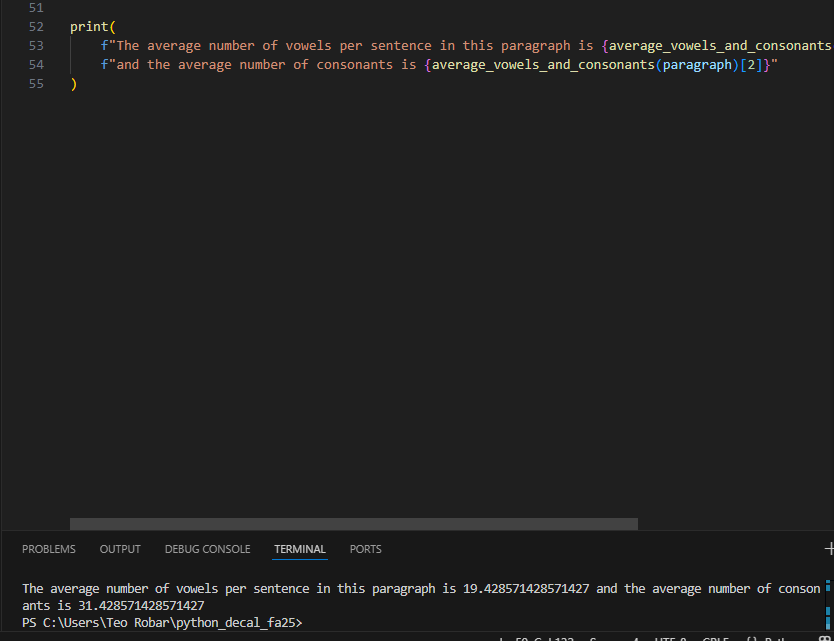 51
52 print(
53 f"The average number of vowels per sentence in this paragraph is {average_vowels_and_consonants
54 f"and the average number of consonants is {average_vowels_and_consonants(paragraph)[2]}"
55 )
PROBLEMS OUTPUT DEBUG CONSOLE TERMINAL PORTS
The average number of vowels per sentence in this paragraph is 19.428571428571427 and the average number of conson
ants is 31.428571428571427
PS C:\Users\Teo Robar\python_decal_fa25>